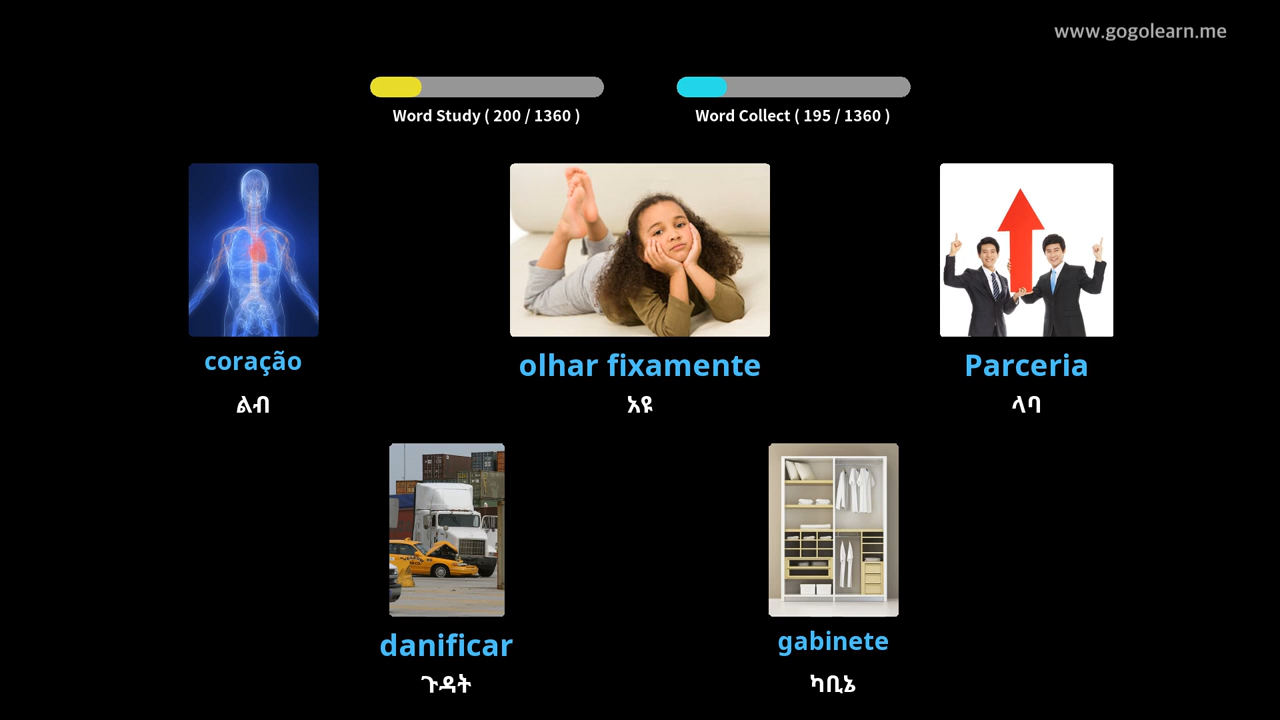 www.gogolearn.me
Word Study ( 200 / 1360 )
Word Collect ( 195 / 1360 )
coração
olhar fixamente
Parceria
ልብ
አዩ
ላባ
danificar
gabinete
ጉዳት
ካቢኔ